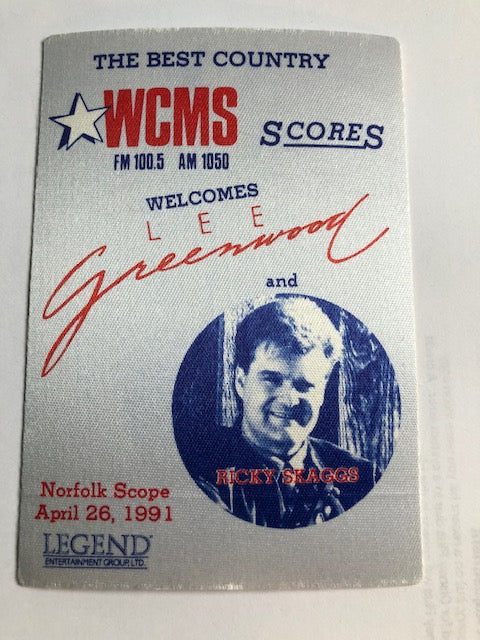 THE BEST COUNTRY
WCMS SCORES
FM 100.5 AM 1050
WELCOMES
LEE
Greenwood
and
RICKY SKAGGS
Norfolk Scope
April 26, 1991
LEGEND
ENTERTAINMENT GROUP, LTD.